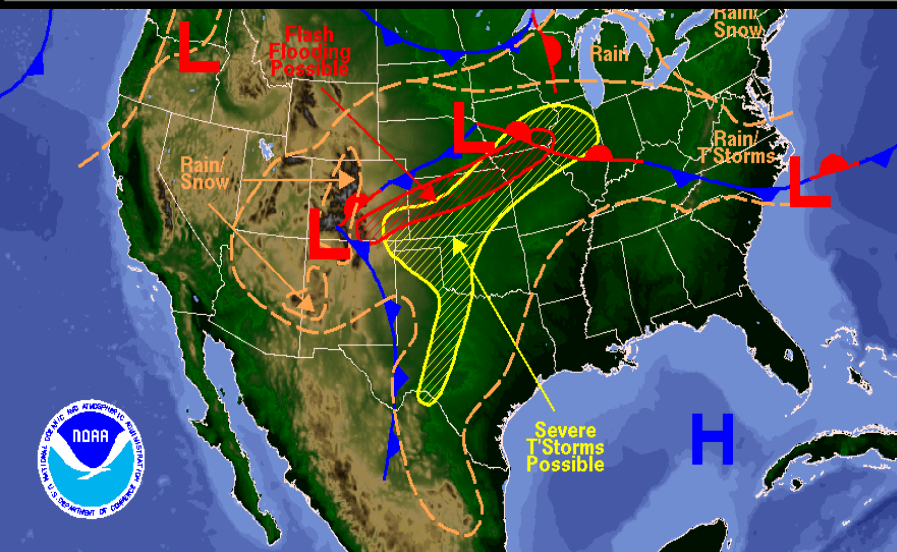 Rain/
Snow
L
Flash
Flooding
Possible
Rain
L
Rain/
T'Storms
Rain/
Snow
L
L
Severe
T'Storms
Possible
H
NOAA
NATIONAL OCEANIC AND ATMOSPHERIC ADMINISTRATION
U.S. DEPARTMENT OF COMMERCE